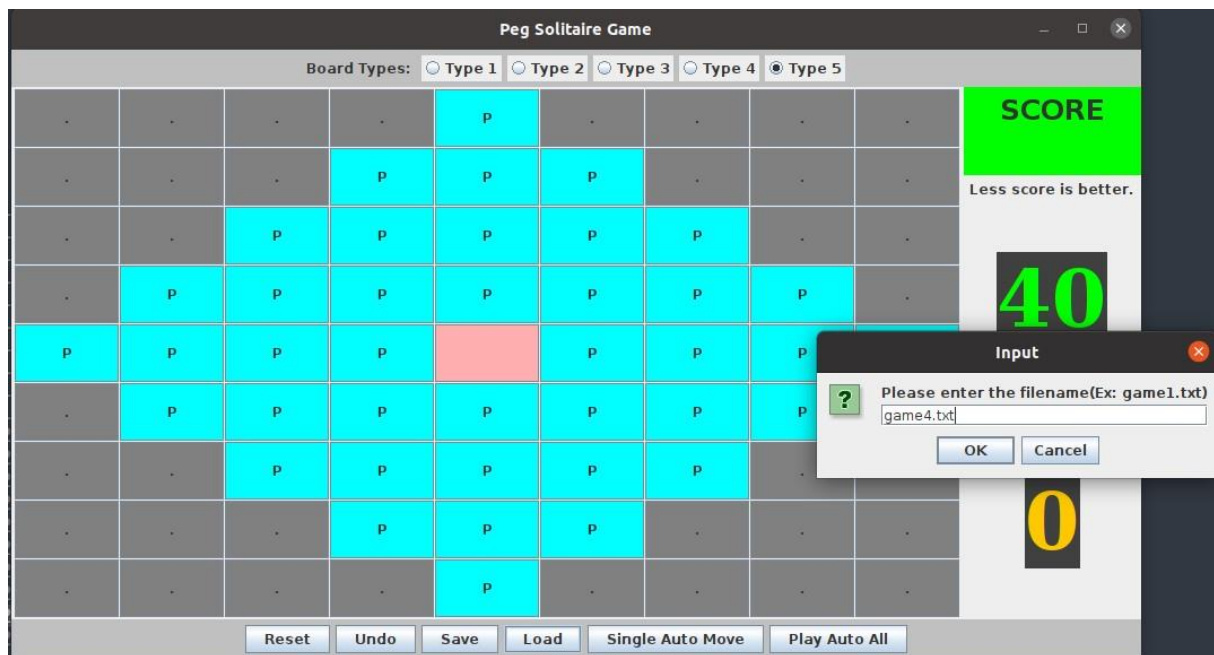 Peg Solitaire Game
Board Types: Type 1 Type 2 Type 3 Type 4 Type 5
. . . . P . . . .
. . . P P P . . .
. . P P P P P . .
. P P P P P P P .
P P P P P P P
. P P P P P P P
. . P P P P P .
. . . P P P . . .
. . . . P . . . .
SCORE
Less score is better.
40
Input
Please enter the filename(Ex: game1.txt)
? game4.txt
OK Cancel
0
Reset Undo Save Load Single Auto Move Play Auto All